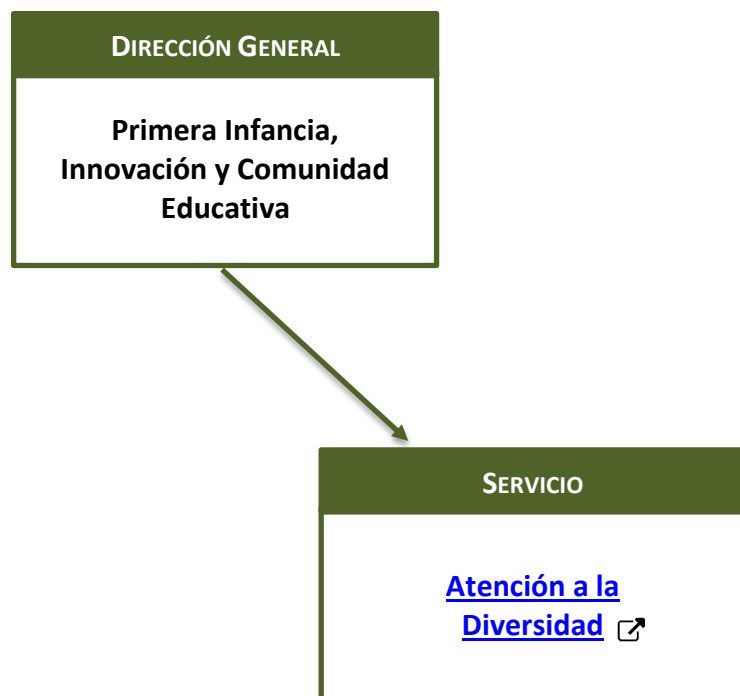 DIRECCIÓN GENERAL
Primera Infancia,
Innovación y Comunidad
Educativa
SERVICIO
Atención a la
Diversidad